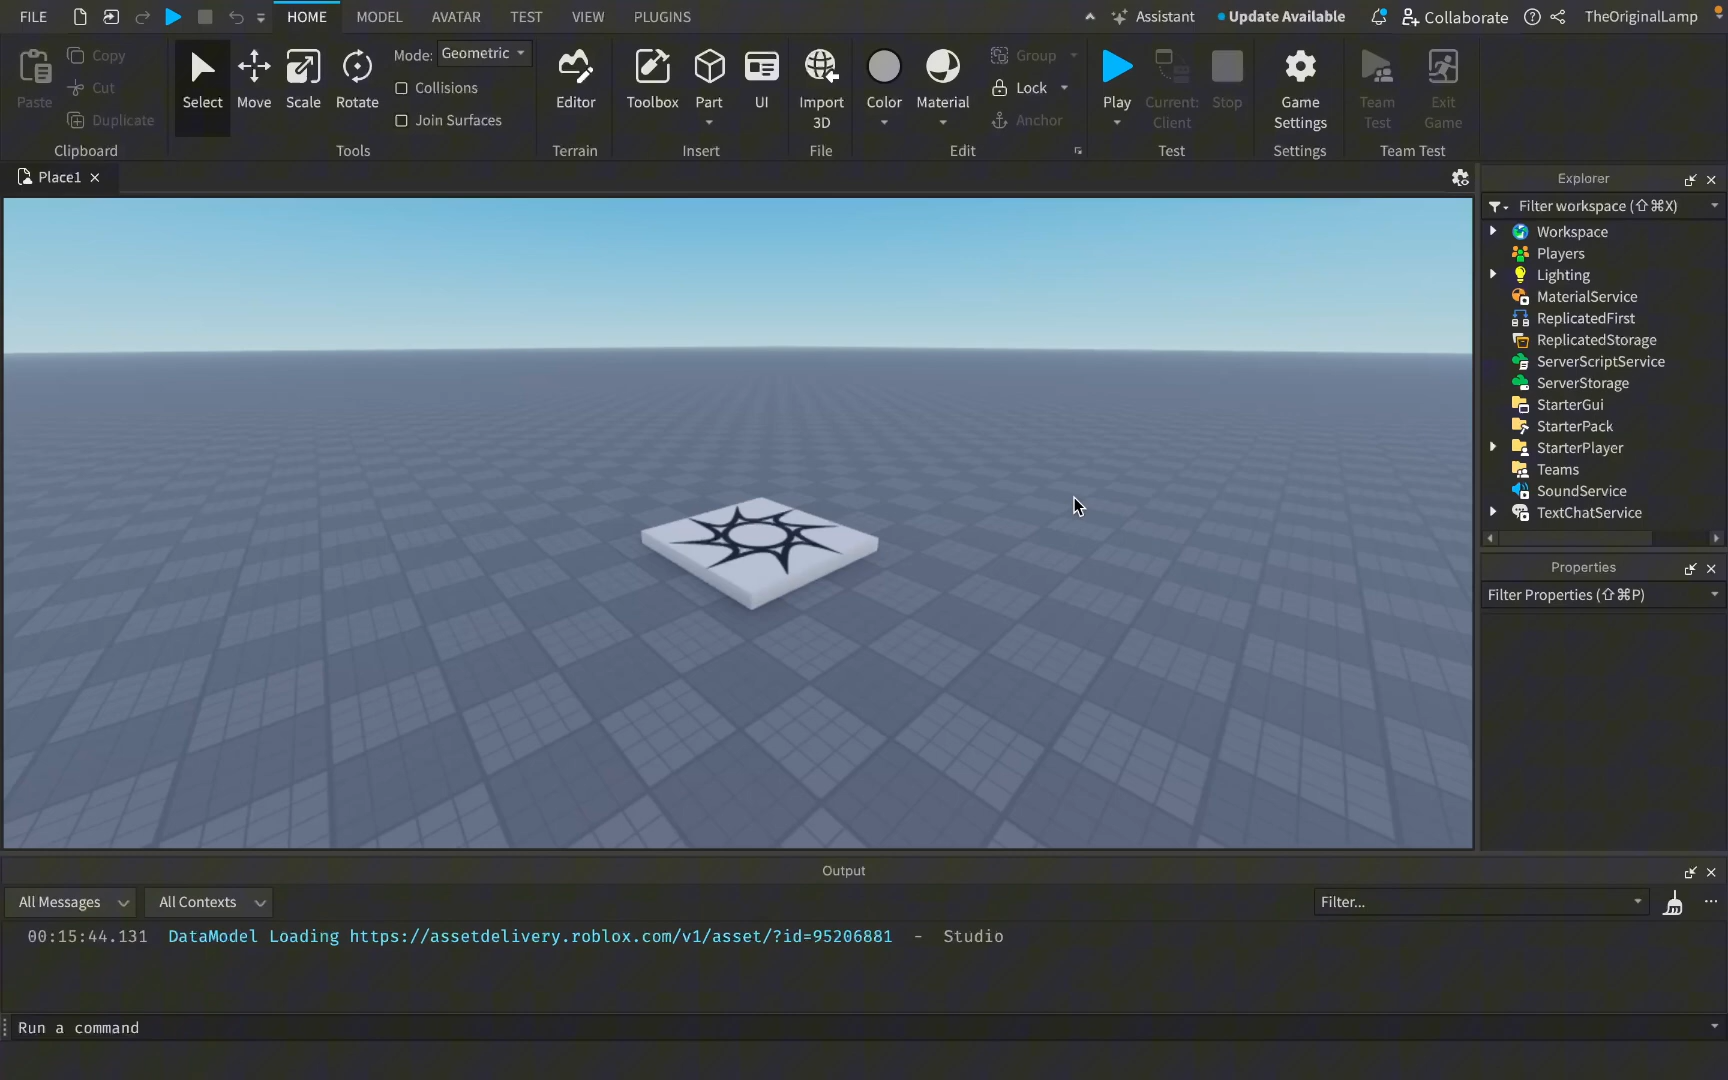 FILE HOME MODEL AVATAR TEST VIEW PLUGINS Assistant Update Available Collaborate TheOriginalLamp
Paste
Copy
Cut
Duplicate
Clipboard
Select Move Scale Rotate
Mode: Geometric
Collisions
Join Surfaces
Tools
Editor
Terrain
Toolbox Part UI
Insert
Import
3D
File
Color Material
Group
Lock
Anchor
Edit
Play
Current:
Client
Stop
Test
Game
Settings
Settings
Team
Test
Exit
Game
Team Test
Place1
Explorer
Filter workspace (⇧⌘X)
Workspace
Players
Lighting
MaterialService
ReplicatedFirst
ReplicatedStorage
ServerScriptService
ServerStorage
StarterGui
StarterPack
StarterPlayer
Teams
SoundService
TextChatService
Properties
Filter Properties (⇧⌘P)
Output
All Messages All Contexts Filter...
00:15:44.131 DataModel Loading https://assetdelivery.roblox.com/v1/asset/?id=95206881 - Studio
Run a command